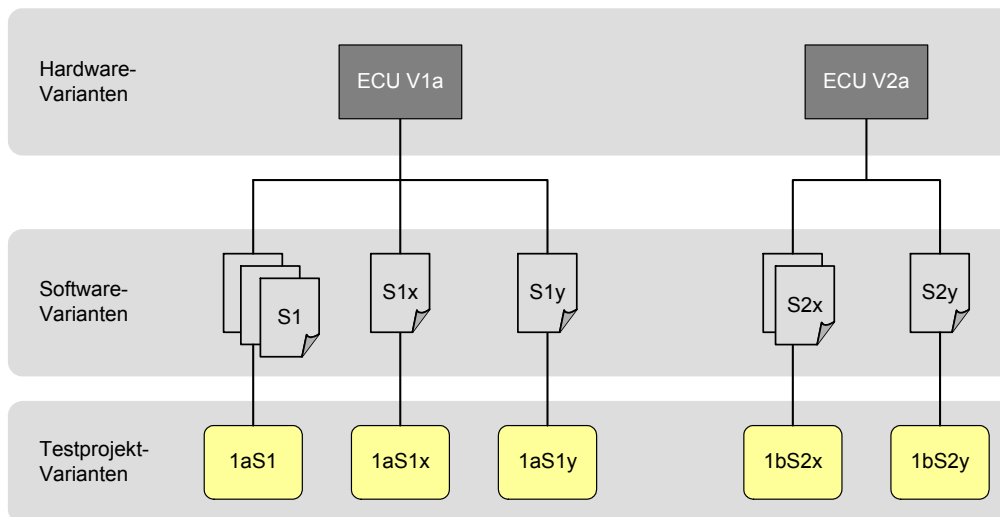 Hardware-
Varianten
ECU V1a
ECU V2a
Software-
Varianten
S1
S1x
S1y
S2x
S2y
Testprojekt-
Varianten
1aS1
1aS1x
1aS1y
1bS2x
1bS2y